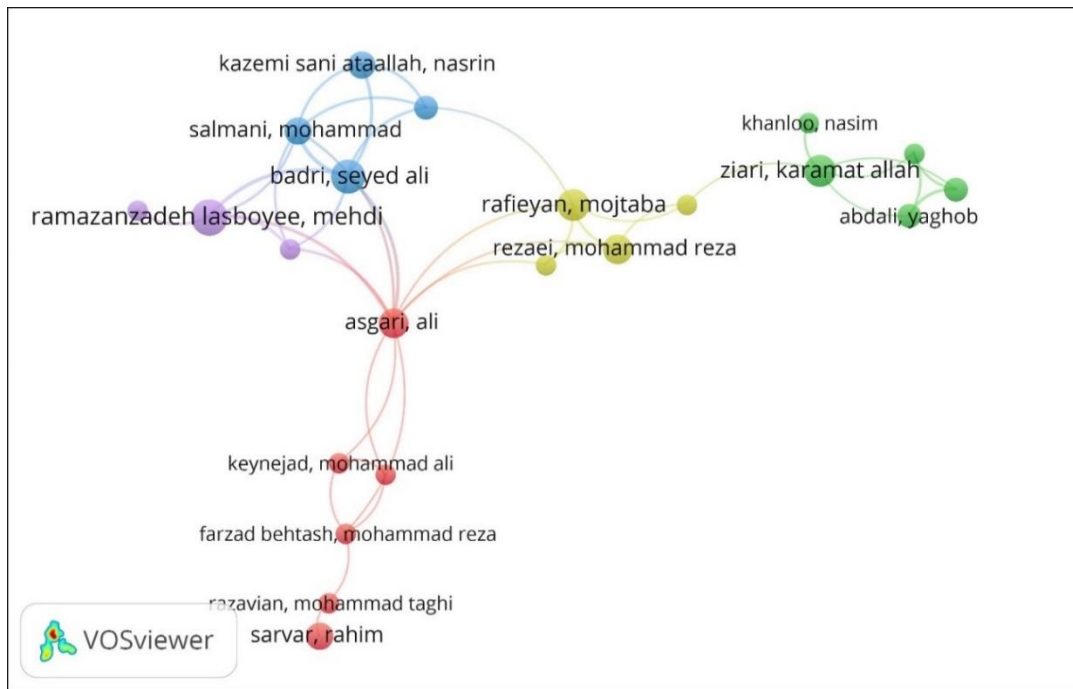 kazemi sani ataallah, nasrin
khanloo, nasim
salmani, mohammad
ziari, karamat allah
badri, seyed ali
rafieyan, mojtaba
ramazanzadeh lasboyee, mehdi
abdali, yaghob
rezaei, mohammad reza
asgari, ali
keynejad, mohammad ali
farzad behtash, mohammad reza
razavian, mohammad taghi
sarvar, rahim
VOSviewer